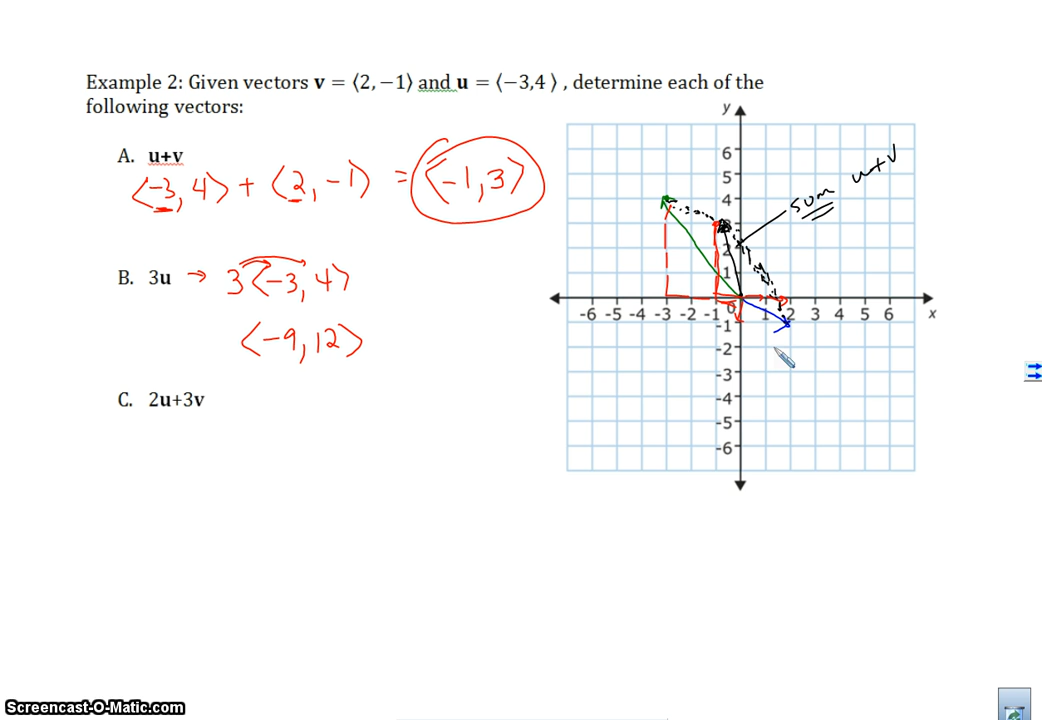 Example 2: Given vectors v = ⟨2, −1⟩ and u = ⟨−3,4 ⟩ , determine each of the
following vectors:
A. u+v
⟨-3, 4⟩ + ⟨2, -1⟩ = ⟨-1, 3⟩
B. 3u → 3⟨-3, 4⟩
⟨-9, 12⟩
C. 2u+3v
y
6
5
4
3
2
1
sum u+v
-6 -5 -4 -3 -2 -1 0 1 2 3 4 5 6 x
-1
-2
-3
-4
-5
-6
Screencast-O-Matic.com